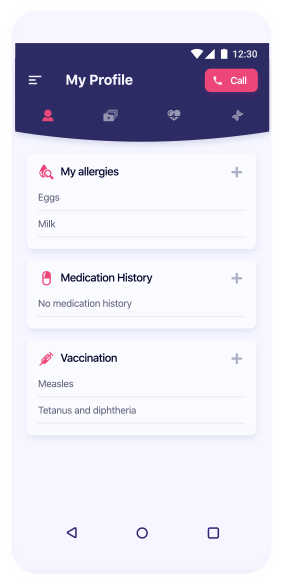 12:30
My Profile
Call
My allergies
Eggs
Milk
Medication History
No medication history
Vaccination
Measles
Tetanus and diphtheria